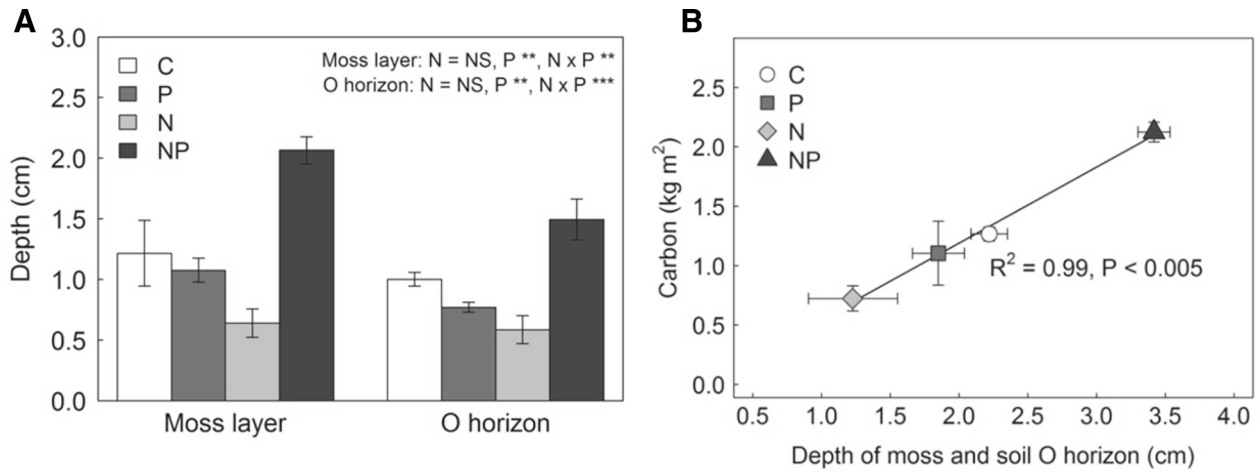 A
3.0
2.5
2.0
1.5
1.0
0.5
0.0
Depth (cm)
C
P
N
NP
Moss layer: N = NS, P **, N x P **
O horizon: N = NS, P **, N x P ***
Moss layer
O horizon
B
2.5
2.0
1.5
1.0
0.5
0.0
Carbon (kg m²)
C
P
N
NP
R² = 0.99, P < 0.005
0.5 1.0 1.5 2.0 2.5 3.0 3.5 4.0
Depth of moss and soil O horizon (cm)